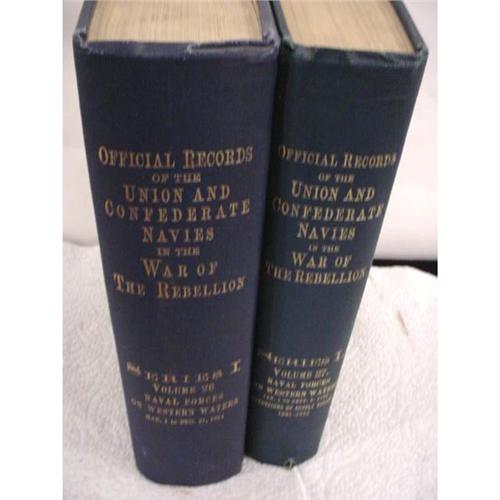 OFFICIAL RECORDS
OF THE
UNION AND
CONFEDERATE
NAVIES
IN THE
WAR OF
THE REBELLION
SERIES I
VOLUME 26
NAVAL FORCES
ON WESTERN WATERS
OFFICIAL RECORDS
OF THE
UNION AND
CONFEDERATE
NAVIES
IN THE
WAR OF
THE REBELLION
SERIES I
VOLUME 27.
NAVAL FORCES
ON WESTERN WATERS